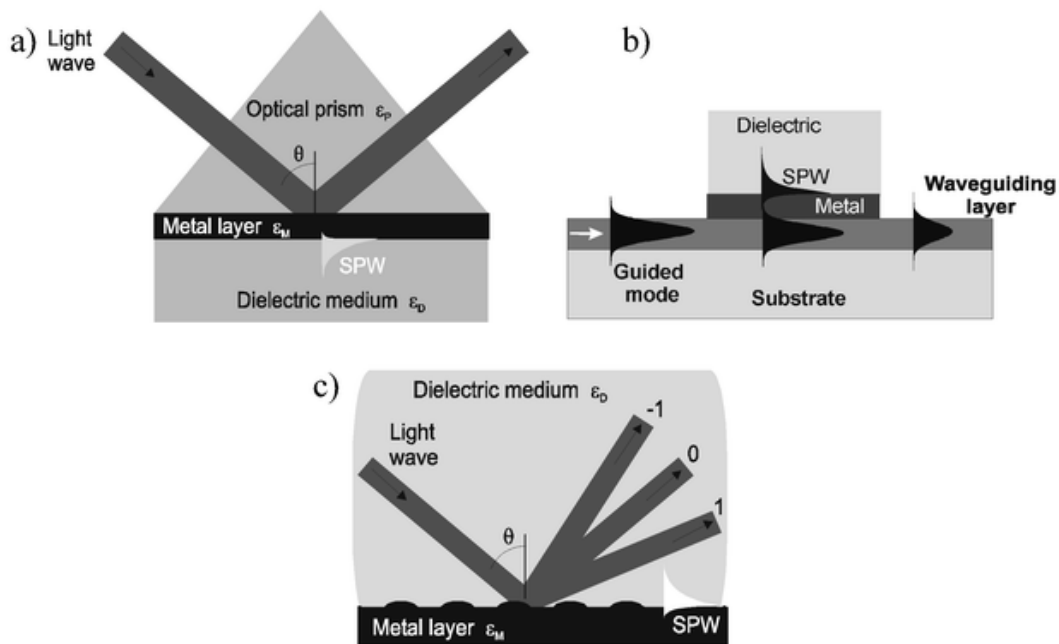 a)
Light
wave
Optical prism εP
θ
Metal layer εM
SPW
Dielectric medium εD
b)
Dielectric
SPW
Metal
Waveguiding
layer
Guided
mode
Substrate
c)
Dielectric medium εD
Light
wave
-1
0
1
θ
Metal layer εM
SPW